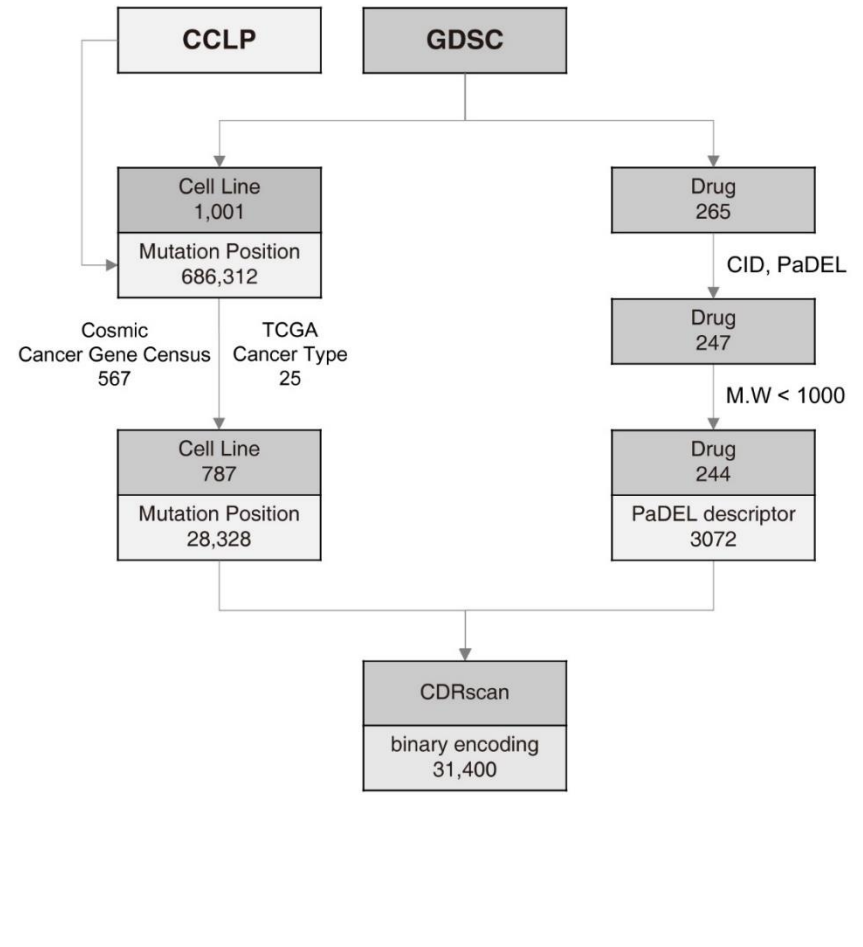 CCLP
GDSC
Cell Line
1,001
Mutation Position
686,312
Drug
265
CID, PaDEL
Drug
247
Cosmic
Cancer Gene Census
567
TCGA
Cancer Type
25
M.W < 1000
Cell Line
787
Mutation Position
28,328
Drug
244
PaDEL descriptor
3072
CDRscan
binary encoding
31,400